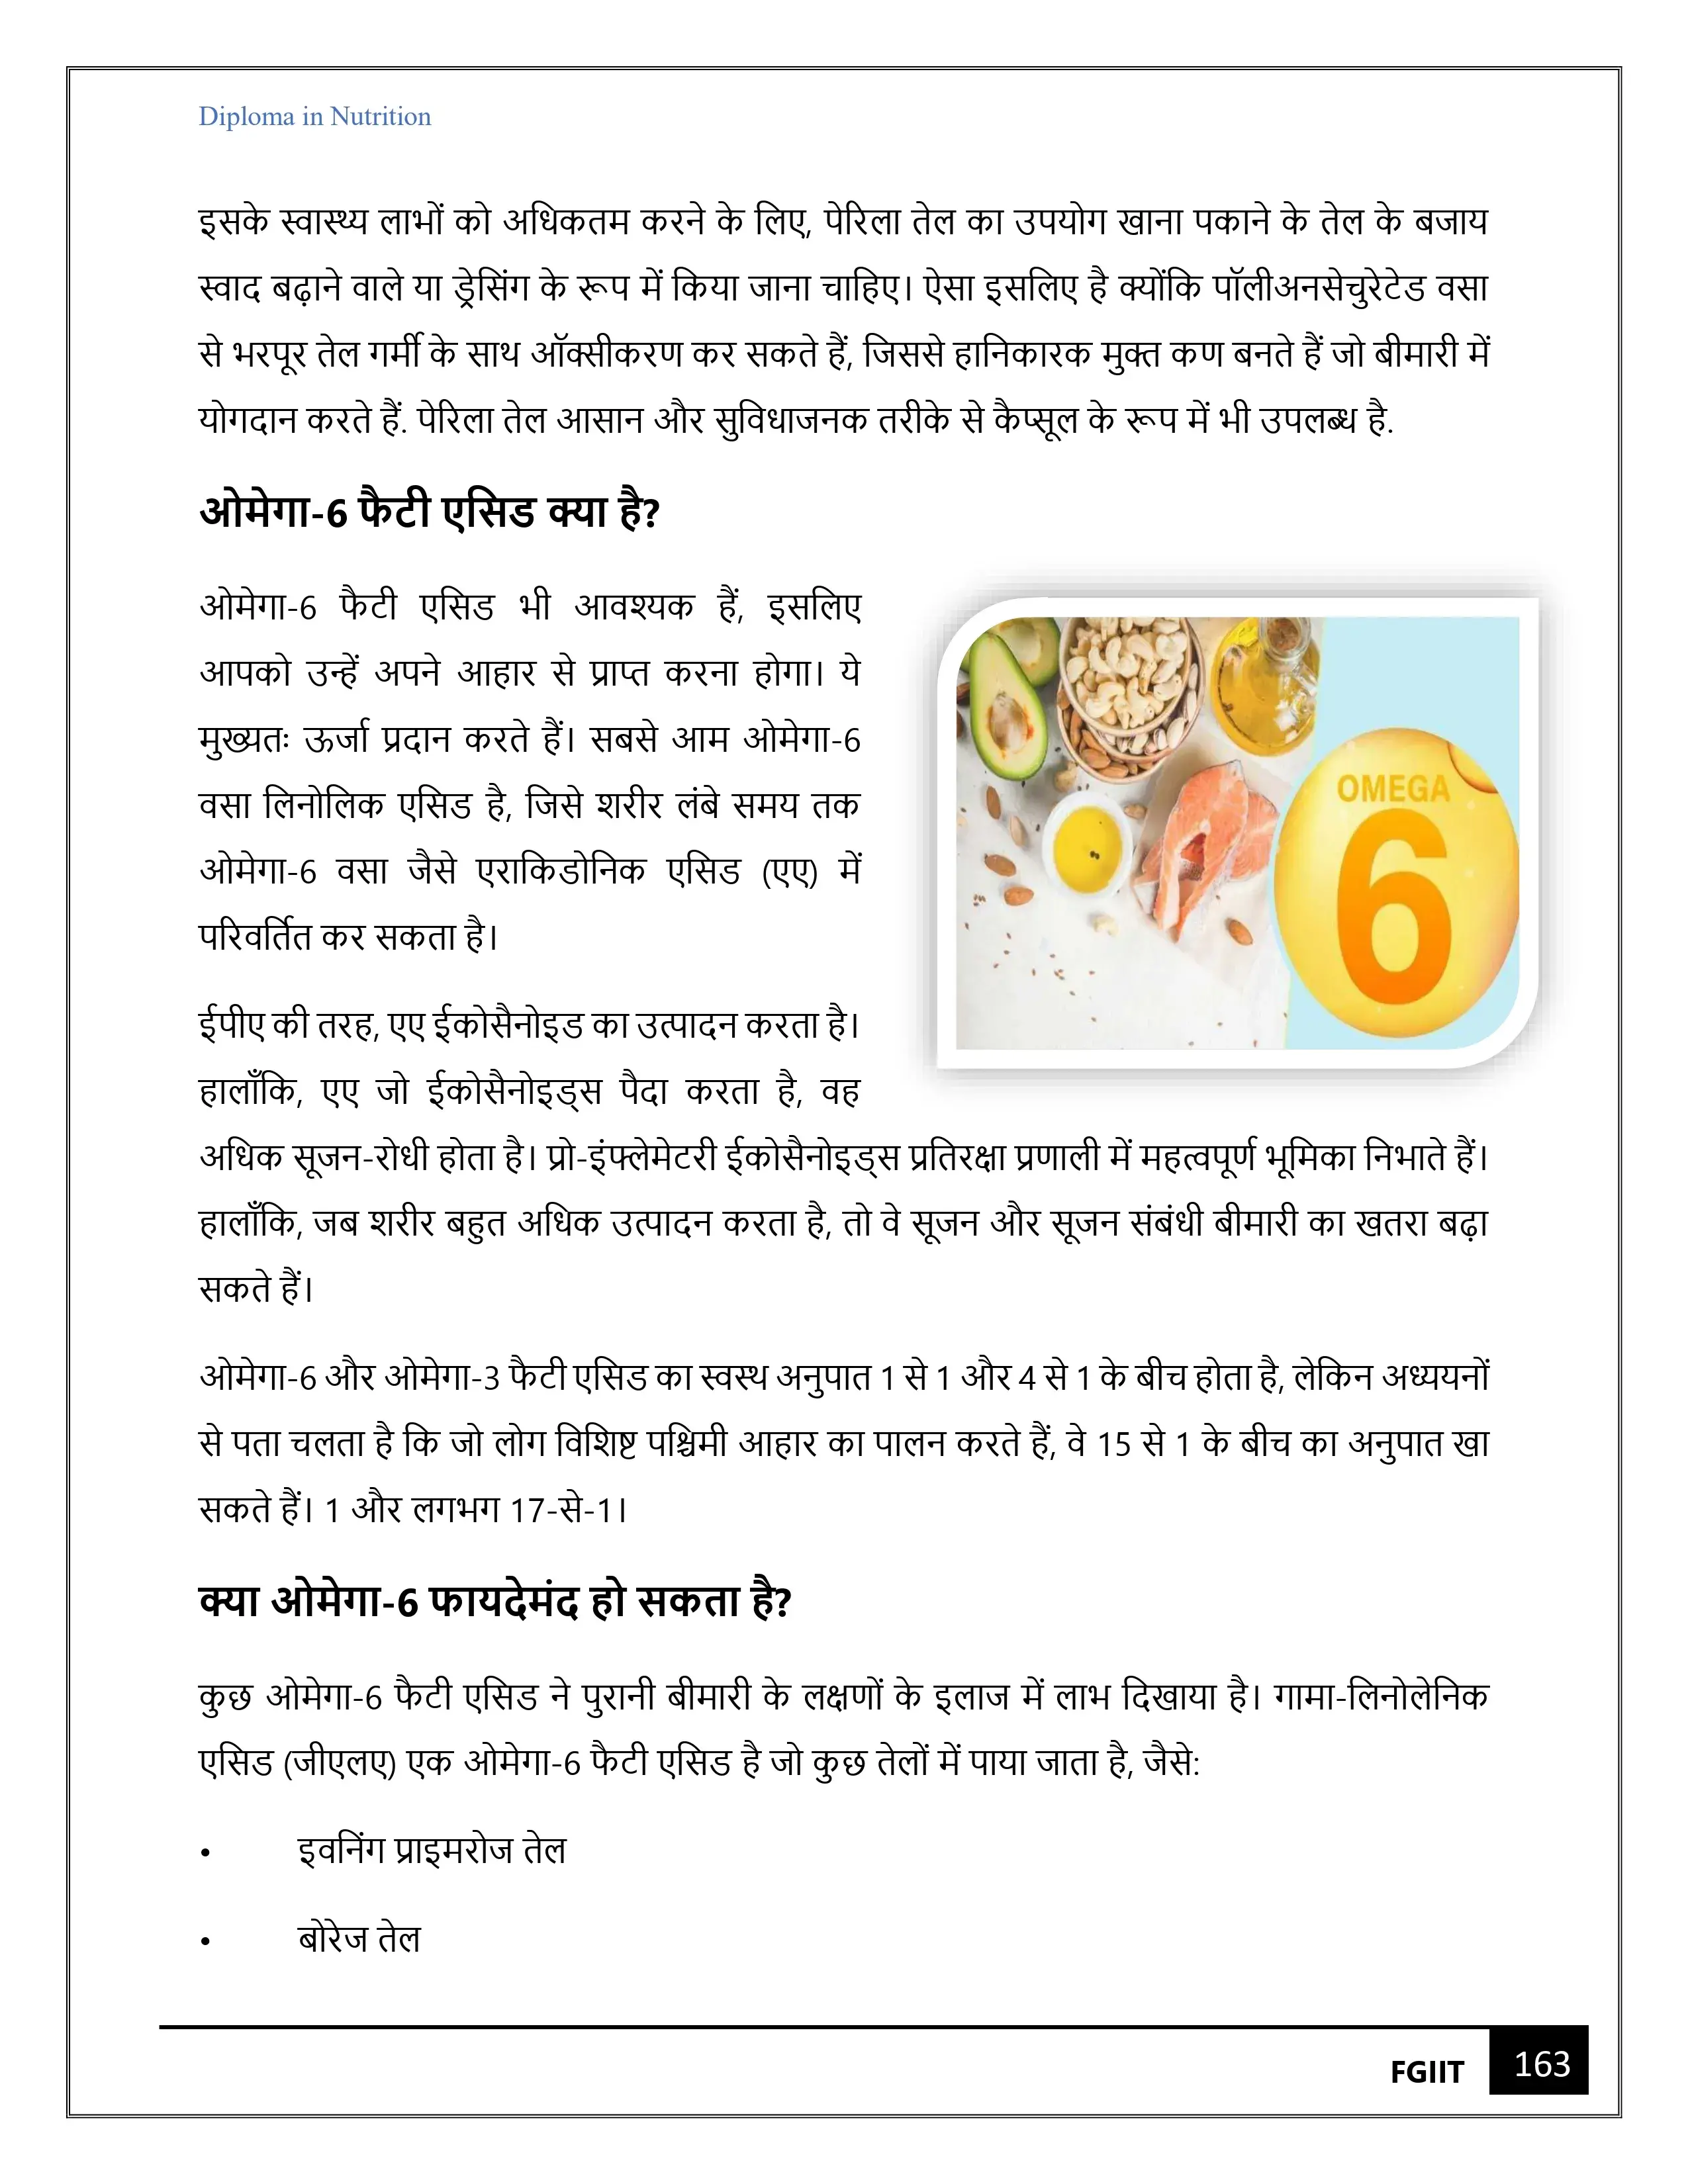 Diploma in Nutrition
इसके स्वास्थ्य लाभों को अधिकतम करने के लिए, पेरिला तेल का उपयोग खाना पकाने के तेल के बजाय
स्वाद बढ़ाने वाले या ड्रेसिंग के रूप में किया जाना चाहिए। ऐसा इसलिए है क्योंकि पॉलीअनसेचुरेटेड वसा
से भरपूर तेल गर्मी के साथ ऑक्सीकरण कर सकते हैं, जिससे हानिकारक मुक्त कण बनते हैं जो बीमारी में
योगदान करते हैं. पेरिला तेल आसान और सुविधाजनक तरीके से कैप्सूल के रूप में भी उपलब्ध है.
ओमेगा-6 फैटी एसिड क्या है?
ओमेगा-6 फैटी एसिड भी आवश्यक हैं, इसलिए
आपको उन्हें अपने आहार से प्राप्त करना होगा। ये
मुख्यतः ऊर्जा प्रदान करते हैं। सबसे आम ओमेगा-6
वसा लिनोलिक एसिड है, जिसे शरीर लंबे समय तक
ओमेगा-6 वसा जैसे एराकिडोनिक एसिड (एए) में
परिवर्तित कर सकता है।
OMEGA
6
ईपीए की तरह, एए ईकोसैनोइड का उत्पादन करता है।
हालाँकि, एए जो ईकोसैनोइड्स पैदा करता है, वह
अधिक सूजन-रोधी होता है। प्रो-इंफ्लेमेटरी ईकोसैनोइड्स प्रतिरक्षा प्रणाली में महत्वपूर्ण भूमिका निभाते हैं।
हालाँकि, जब शरीर बहुत अधिक उत्पादन करता है, तो वे सूजन और सूजन संबंधी बीमारी का खतरा बढ़ा
सकते हैं।
ओमेगा-6 और ओमेगा-3 फैटी एसिड का स्वस्थ अनुपात 1 से 1 और 4 से 1 के बीच होता है, लेकिन अध्ययनों
से पता चलता है कि जो लोग विशिष्ट पश्चिमी आहार का पालन करते हैं, वे 15 से 1 के बीच का अनुपात खा
सकते हैं। 1 और लगभग 17-से-1।
क्या ओमेगा-6 फायदेमंद हो सकता है?
कुछ ओमेगा-6 फैटी एसिड ने पुरानी बीमारी के लक्षणों के इलाज में लाभ दिखाया है। गामा-लिनोलेनिक
एसिड (जीएलए) एक ओमेगा-6 फैटी एसिड है जो कुछ तेलों में पाया जाता है, जैसे:
• इवनिंग प्राइमरोज तेल
• बोरेज तेल
FGIIT 163